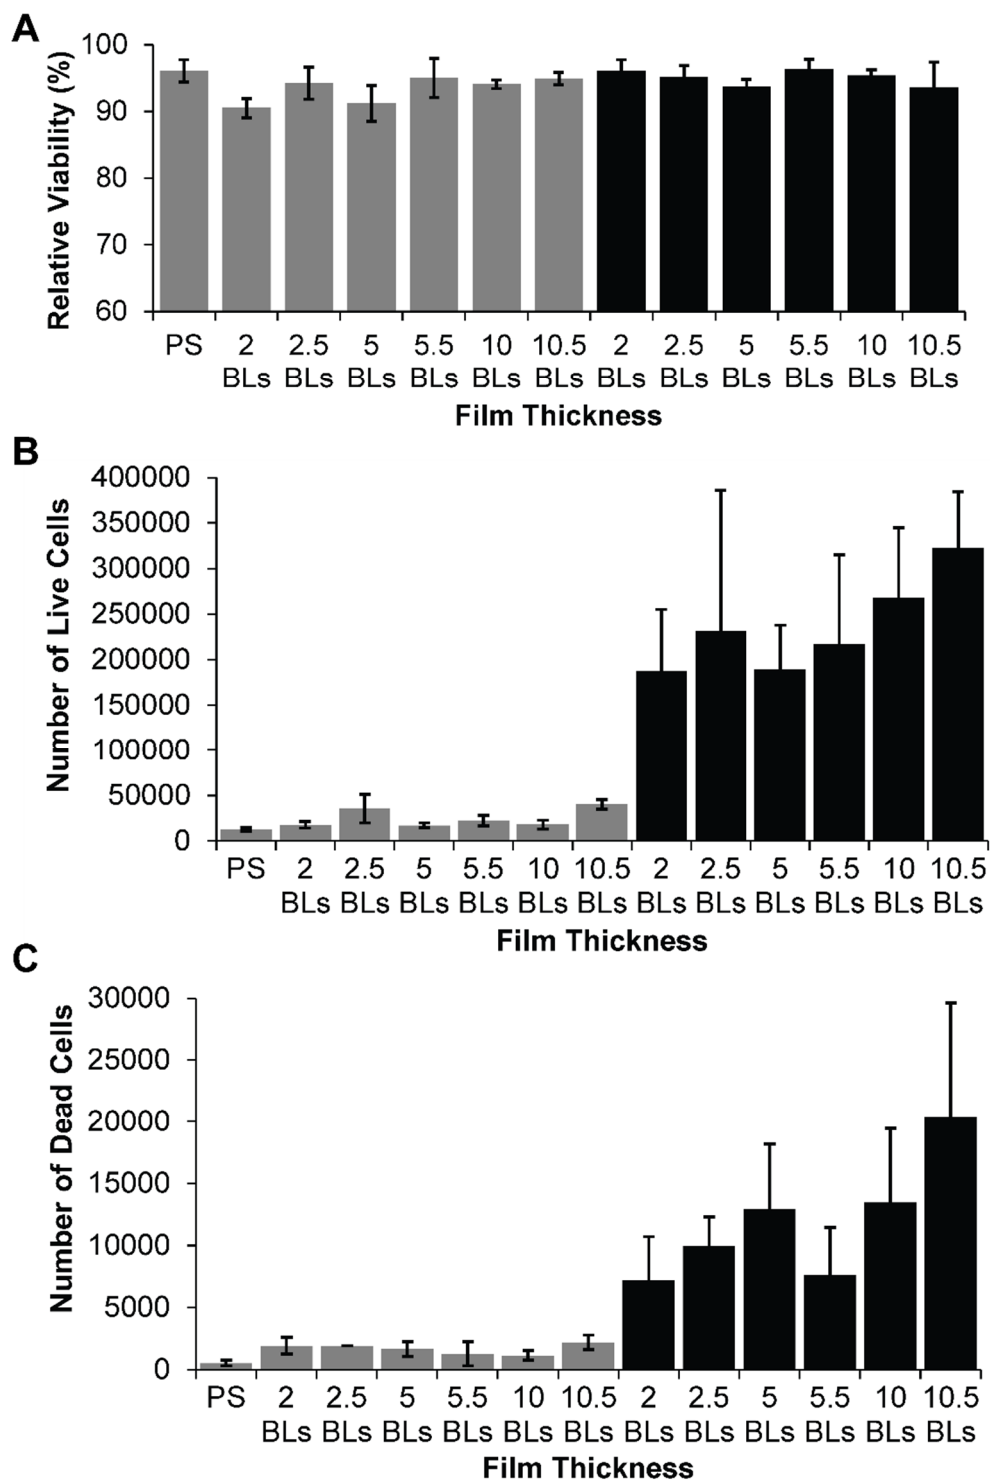 A
Relative Viability (%)
100
90
80
70
60
PS 2 2.5 5 5.5 10 10.5 2 2.5 5 5.5 10 10.5
BLs BLs BLs BLs BLs BLs BLs BLs BLs BLs BLs BLs
Film Thickness
B
Number of Live Cells
400000
350000
300000
250000
200000
150000
100000
50000
0
PS 2 2.5 5 5.5 10 10.5 2 2.5 5 5.5 10 10.5
BLs BLs BLs BLs BLs BLs BLs BLs BLs BLs BLs BLs
Film Thickness
C
Number of Dead Cells
30000
25000
20000
15000
10000
5000
0
PS 2 2.5 5 5.5 10 10.5 2 2.5 5 5.5 10 10.5
BLs BLs BLs BLs BLs BLs BLs BLs BLs BLs BLs BLs
Film Thickness